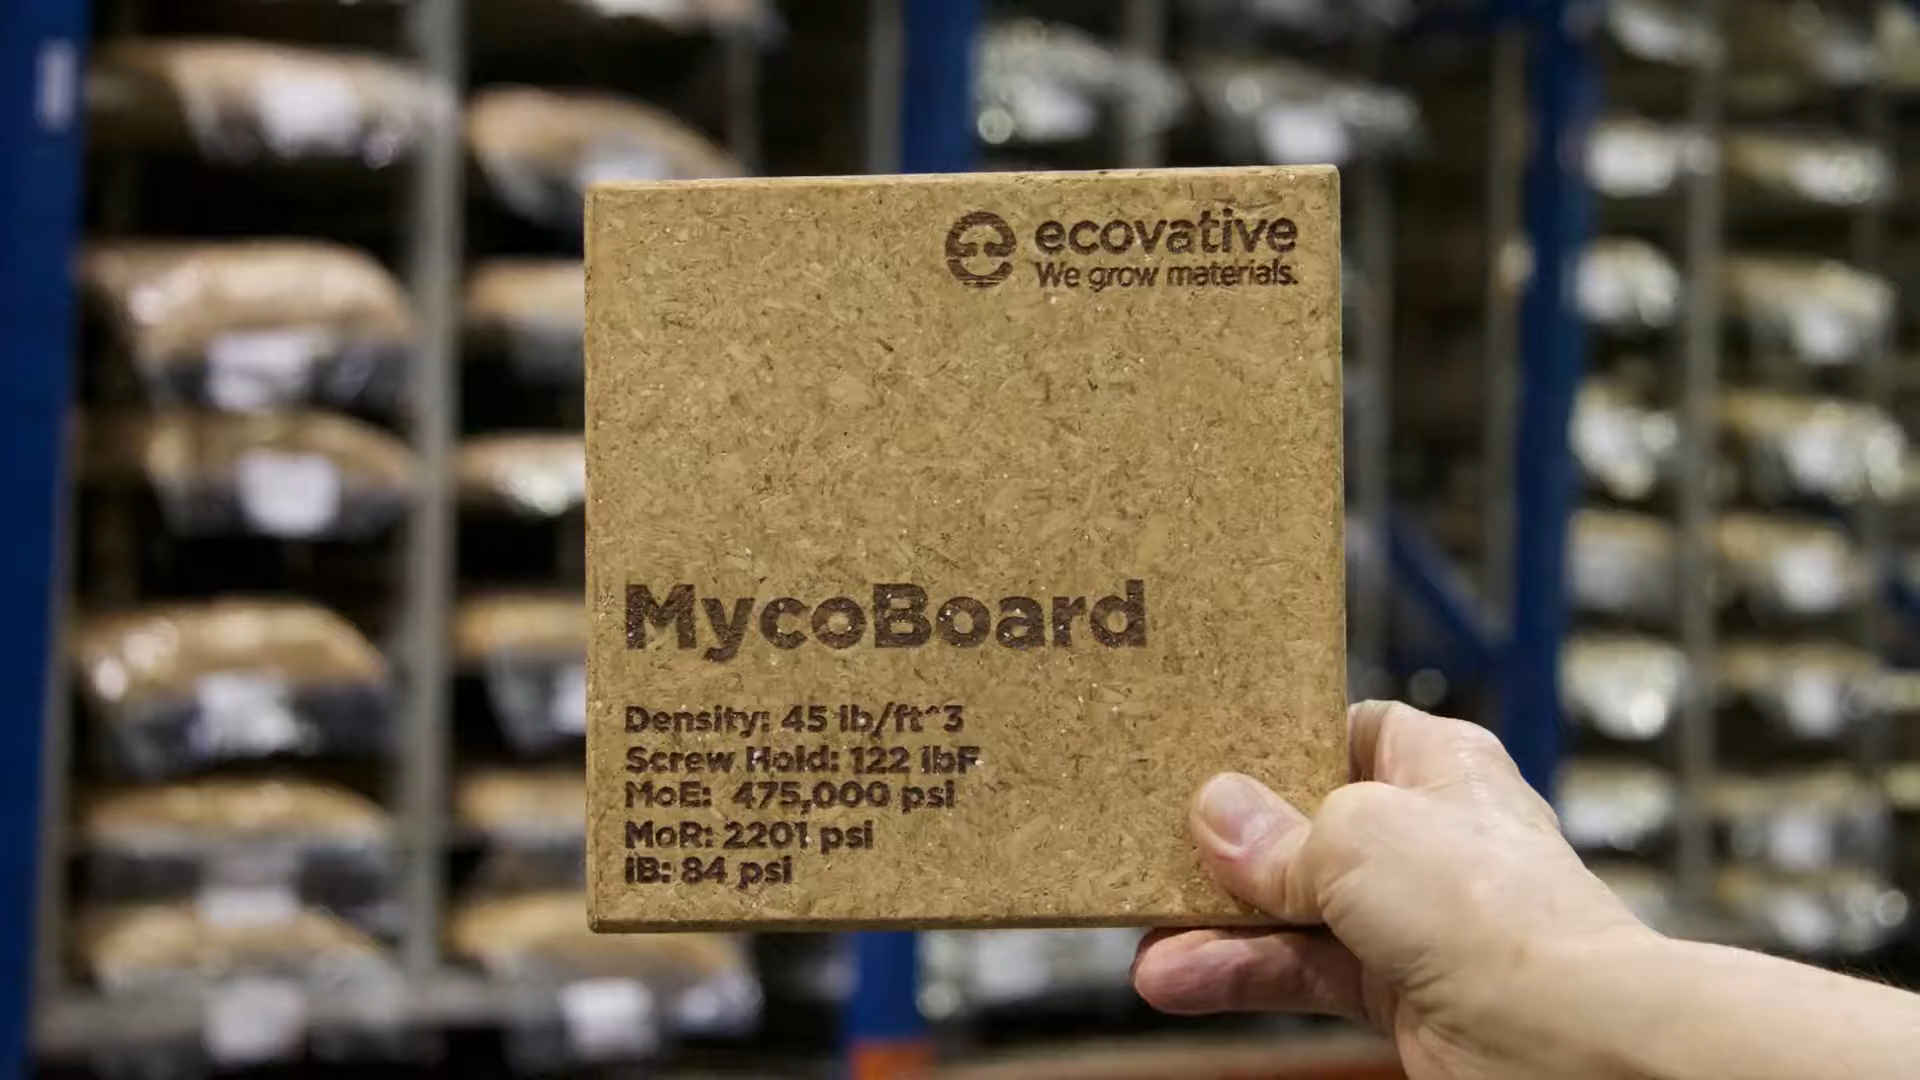 ecovative
We grow materials.
MycoBoard
Density: 45 lb/ft^3
Screw Hold: 122 lbF
MoE: 475,000 psi
MoR: 2201 psi
IB: 84 psi